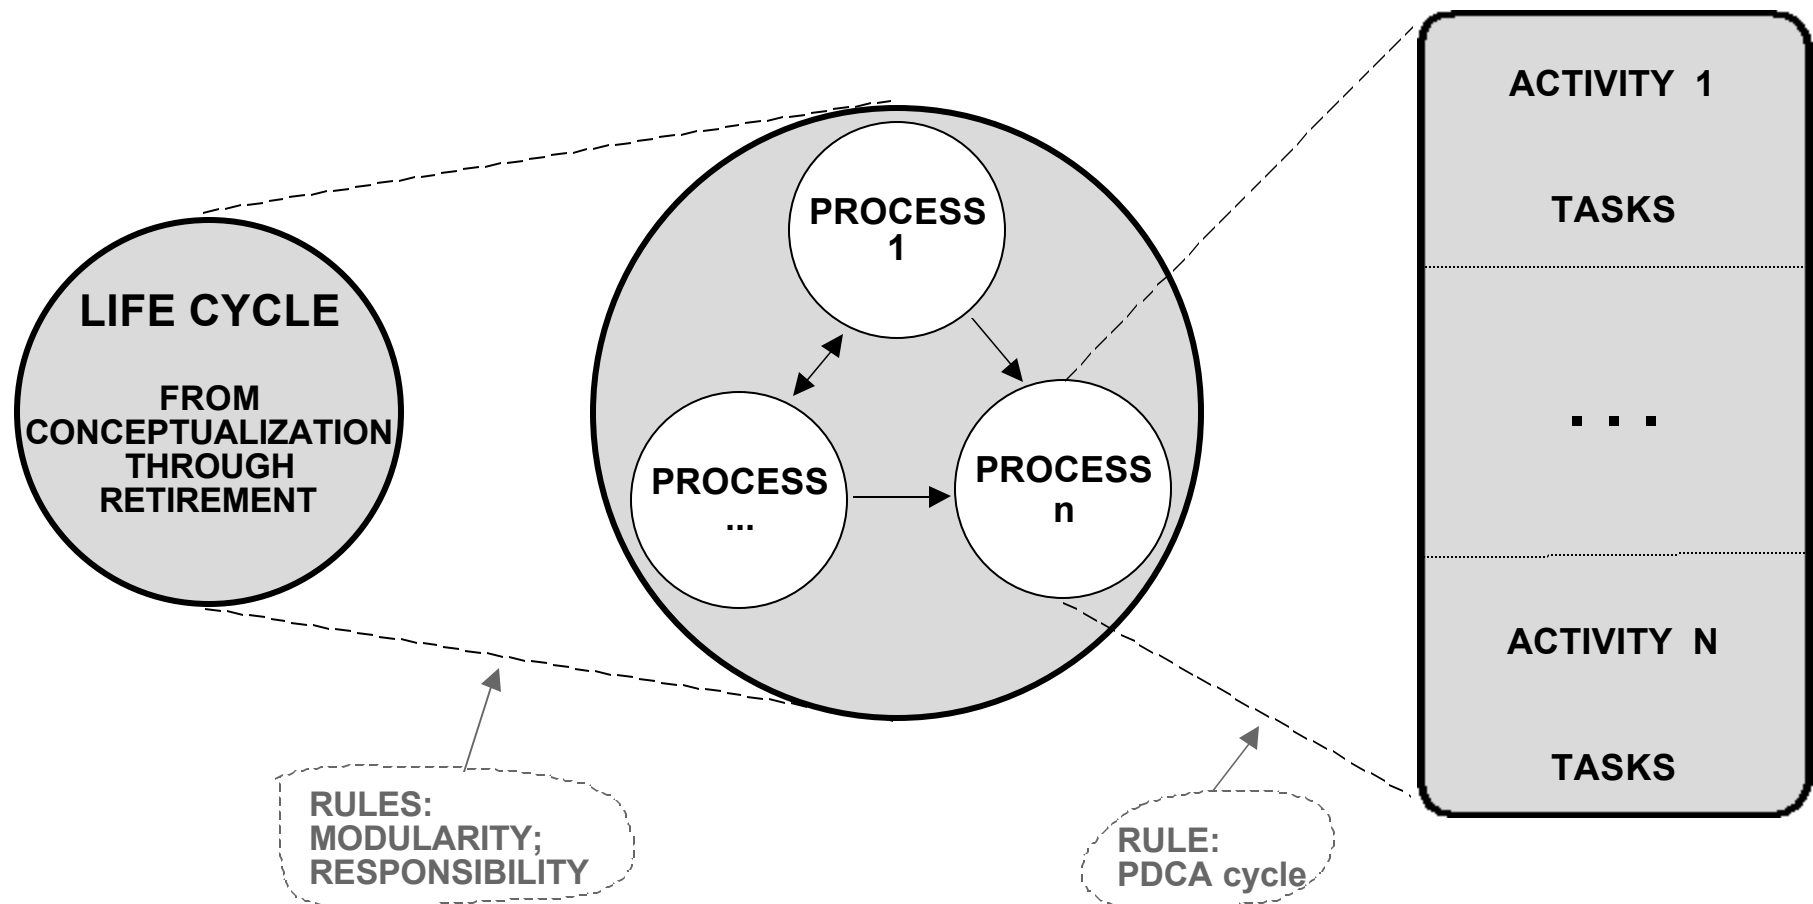 LIFE CYCLE
FROM
CONCEPTUALIZATION
THROUGH
RETIREMENT
PROCESS
1
PROCESS
...
PROCESS
n
ACTIVITY 1
TASKS
. . .
ACTIVITY N
TASKS
RULES:
MODULARITY;
RESPONSIBILITY
RULE:
PDCA cycle